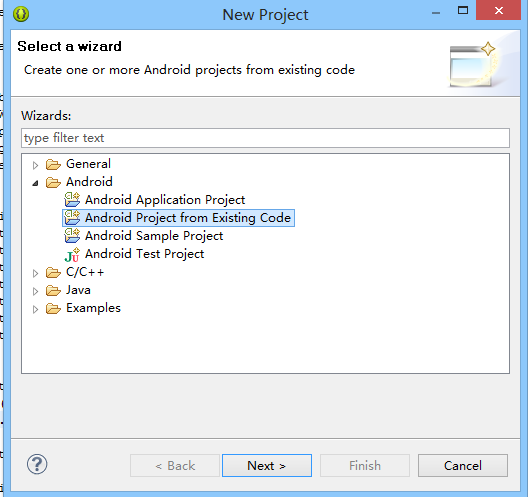 New Project
Select a wizard
Create one or more Android projects from existing code
Wizards:
type filter text
General
Android
Android Application Project
Android Project from Existing Code
Android Sample Project
Android Test Project
C/C++
Java
Examples
< Back
Next >
Finish
Cancel